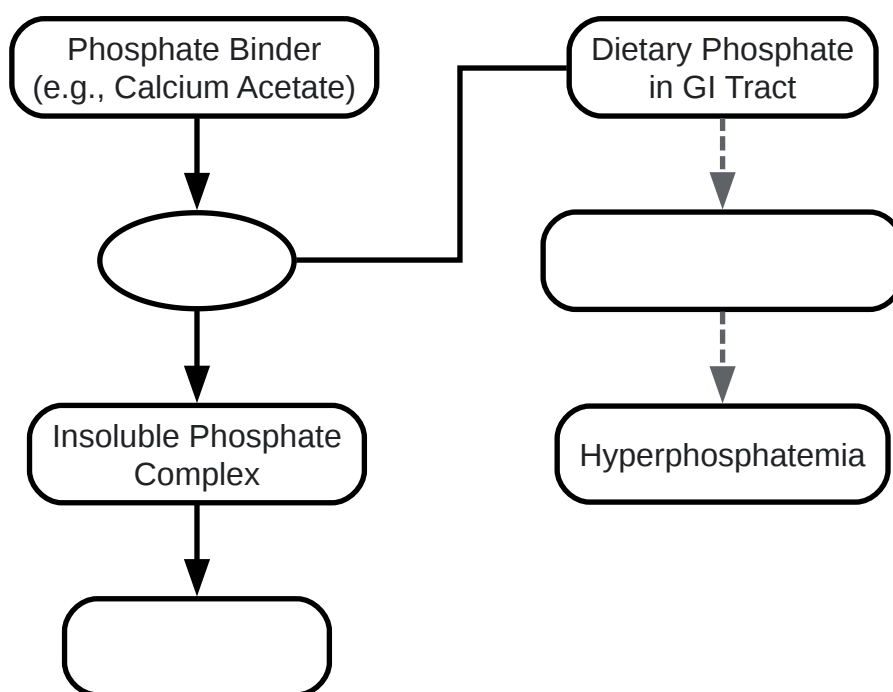 Phosphate Binder
(e.g., Calcium Acetate)
Dietary Phosphate
in GI Tract
Insoluble Phosphate
Complex
Hyperphosphatemia